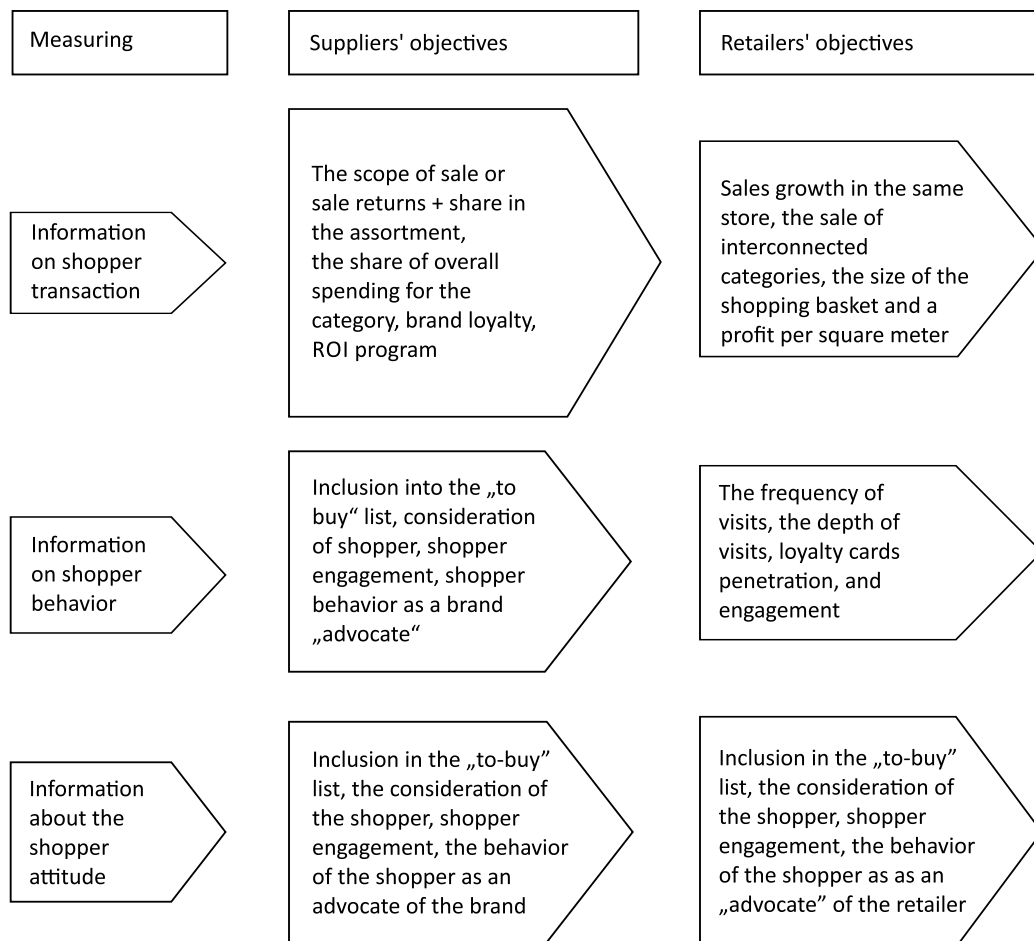 Measuring
Suppliers' objectives
Retailers' objectives
Information
on shopper
transaction
The scope of sale or
sale returns + share in
the assortment,
the share of overall
spending for the
category, brand loyalty,
ROI program
Sales growth in the same
store, the sale of
interconnected
categories, the size of the
shopping basket and a
profit per square meter
Information
on shopper
behavior
Inclusion into the „to
buy“ list, consideration
of shopper, shopper
engagement, shopper
behavior as a brand
„advocate“
The frequency of
visits, the depth of
visits, loyalty cards
penetration, and
engagement
Information
about the
shopper
attitude
Inclusion in the „to-buy”
list, the consideration of
the shopper, shopper
engagement, the behavior
of the shopper as an
advocate of the brand
Inclusion in the „to-buy”
list, the consideration of
the shopper, shopper
engagement, the behavior
of the shopper as as an
„advocate” of the retailer